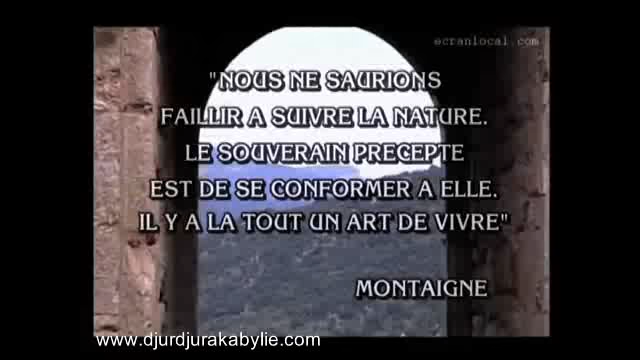 ecranlocal.com
"NOUS NE SAURIONS
FAILLIR A SUIVRE LA NATURE.
LE SOUVERAIN PRECEPTE
EST DE SE CONFORMER A ELLE.
IL Y A LA TOUT UN ART DE VIVRE"
MONTAIGNE
www.djurdjurakabylie.com